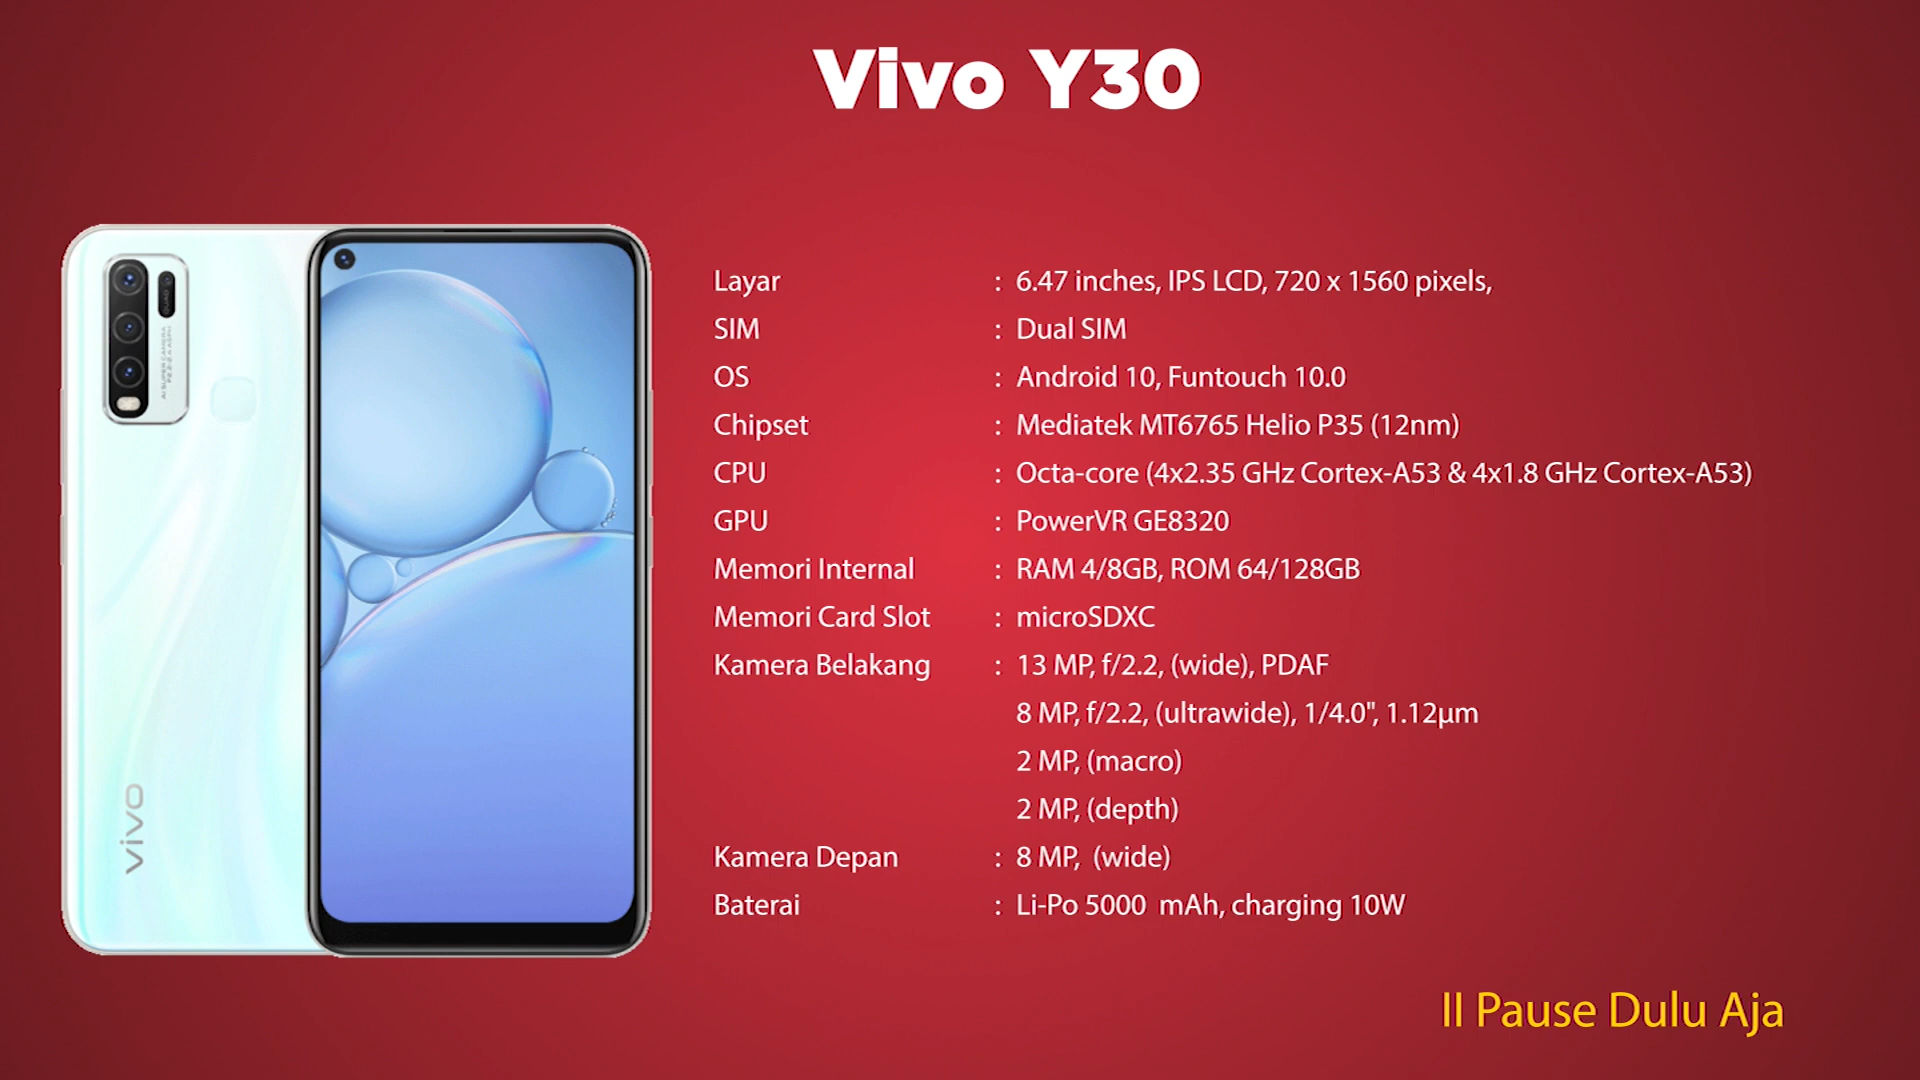 Vivo Y30
Layar : 6.47 inches, IPS LCD, 720 x 1560 pixels,
SIM : Dual SIM
OS : Android 10, Funtouch 10.0
Chipset : Mediatek MT6765 Helio P35 (12nm)
CPU : Octa-core (4x2.35 GHz Cortex-A53 & 4x1.8 GHz Cortex-A53)
GPU : PowerVR GE8320
Memori Internal : RAM 4/8GB, ROM 64/128GB
Memori Card Slot : microSDXC
Kamera Belakang : 13 MP, f/2.2, (wide), PDAF
8 MP, f/2.2, (ultrawide), 1/4.0", 1.12µm
2 MP, (macro)
2 MP, (depth)
Kamera Depan : 8 MP, (wide)
Baterai : Li-Po 5000 mAh, charging 10W
vivo
II Pause Dulu Aja